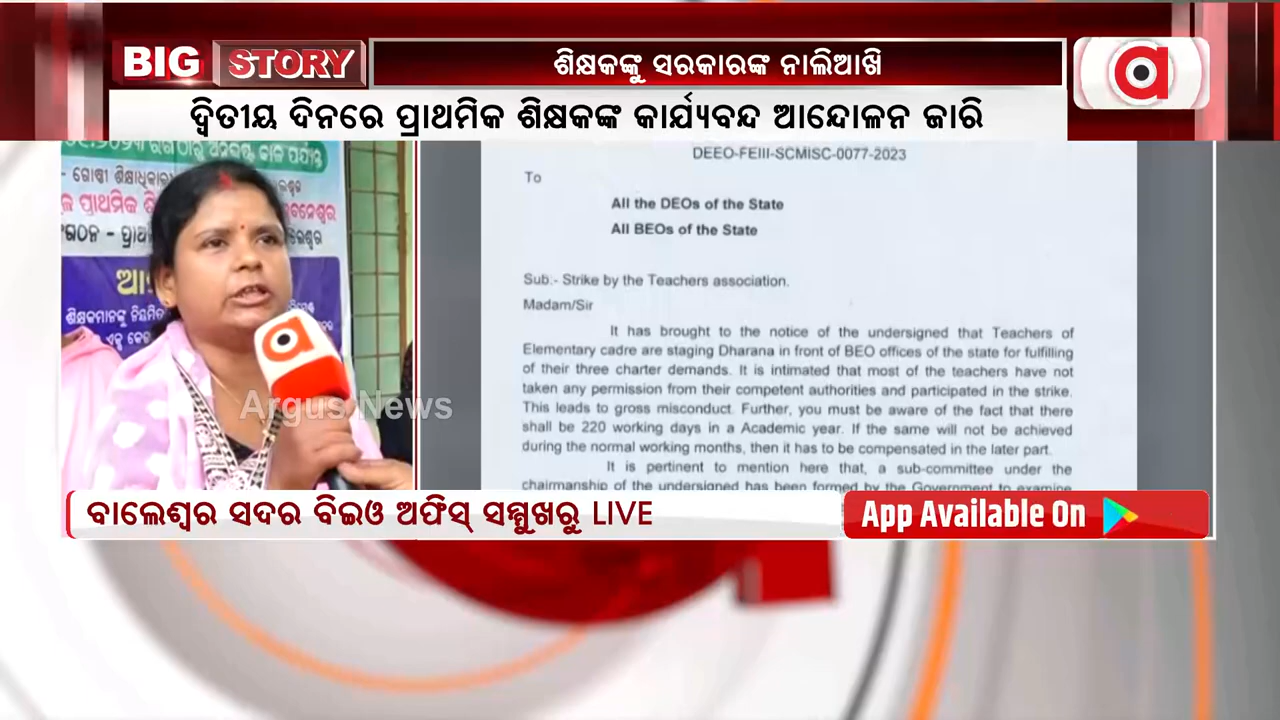 BIG STORY
ଶିକ୍ଷକଙ୍କୁ ସରକାରଙ୍କ ନାଲିଆଖି
ଦ୍ୱିତୀୟ ଦିନରେ ପ୍ରାଥମିକ ଶିକ୍ଷକଙ୍କ କାର୍ଯ୍ୟବନ୍ଦ ଆନ୍ଦୋଳନ ଜାରି
କାଳ ପର୍ଯ୍ୟନ୍ତ
- ଗୋଷ୍ଠୀ ଶିକ୍ଷାଧିକାରୀ
ପ୍ରାଥମିକ
ଗଠନ - ପ୍ରାଥ
ଶିକ୍ଷକମାନଙ୍କୁ ନିୟମିତ
DEEO-FEIII-SCMISC-0077-2023
To
All the DEOs of the State
All BEOs of the State
Sub:- Strike by the Teachers association.
Madam/Sir
It has brought to the notice of the undersigned that Teachers of
Elementary cadre are staging Dharana in front of BEO offices of the state for fulfilling
of their three charter demands. It is intimated that most of the teachers have not
taken any permission from their competent authorities and participated in the strike.
This leads to gross misconduct. Further, you must be aware of the fact that there
shall be 220 working days in a Academic year. If the same will not be achieved
during the normal working months, then it has to be compensated in the later part.
It is pertinent to mention here that, a sub-committee under the
chairmanship of the undersigned has been formed by the Government to examine
Argus News
ବାଲେଶ୍ୱର ସଦର ବିଇଓ ଅଫିସ୍ ସମ୍ମୁଖରୁ LIVE
App Available On